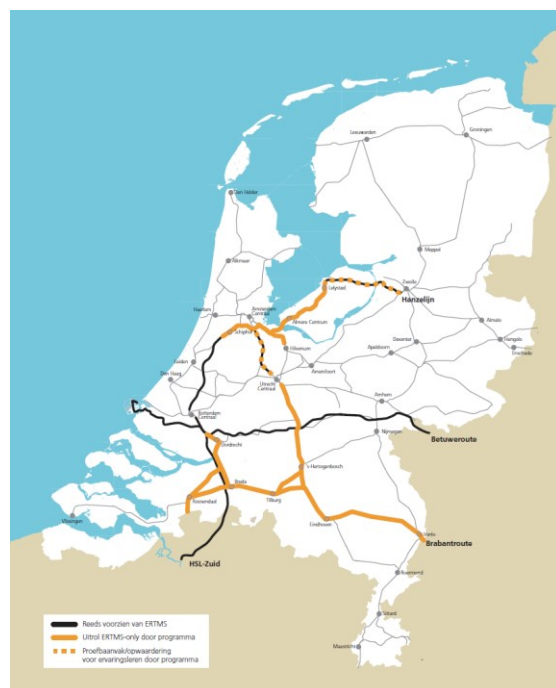 Leeuwarden
Groningen
Den Helder
Meppel
Alkmaar
Zwolle
Lelystad
Hanzelijn
Haarlem
Amsterdam
Centraal
Almere Centrum
Almelo
Schiphol
Hilversum
Deventer
Hengelo
Enschede
Apeldoorn
Leiden
Amersfoort
Den Haag
Utrecht
Centraal
Arnhem
Rotterdam
Centraal
Nijmegen
Betuweroute
Dordrecht
's-Hertogenbosch
Breda
Tilburg
Roosendaal
Vlissingen
Eindhoven
Venlo
Brabantroute
HSL-Zuid
Roermond
Sittard
Maastricht
Reeds voorzien van ERTMS
Uitrol ERTMS-only door programma
Proefbaanvak/opwaardering
voor ervaringsleren door programma